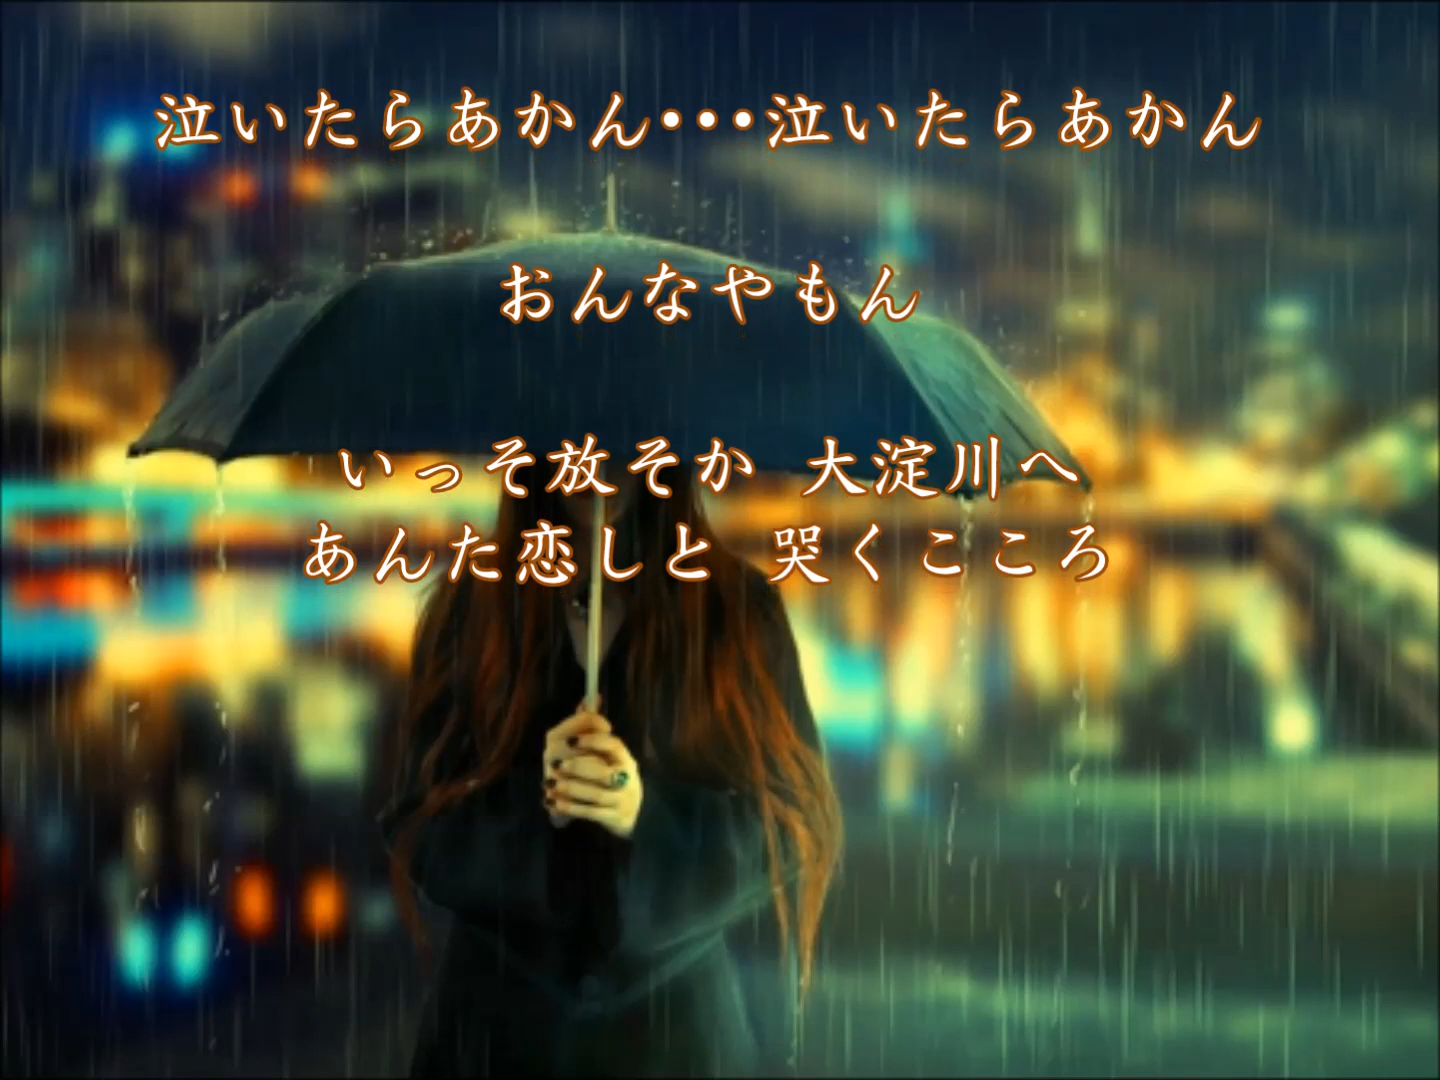 泣いたらあかん･･･泣いたらあかん
おんなやもん
いっそ放そか 大淀川へ
あんた恋しと 哭くこころ